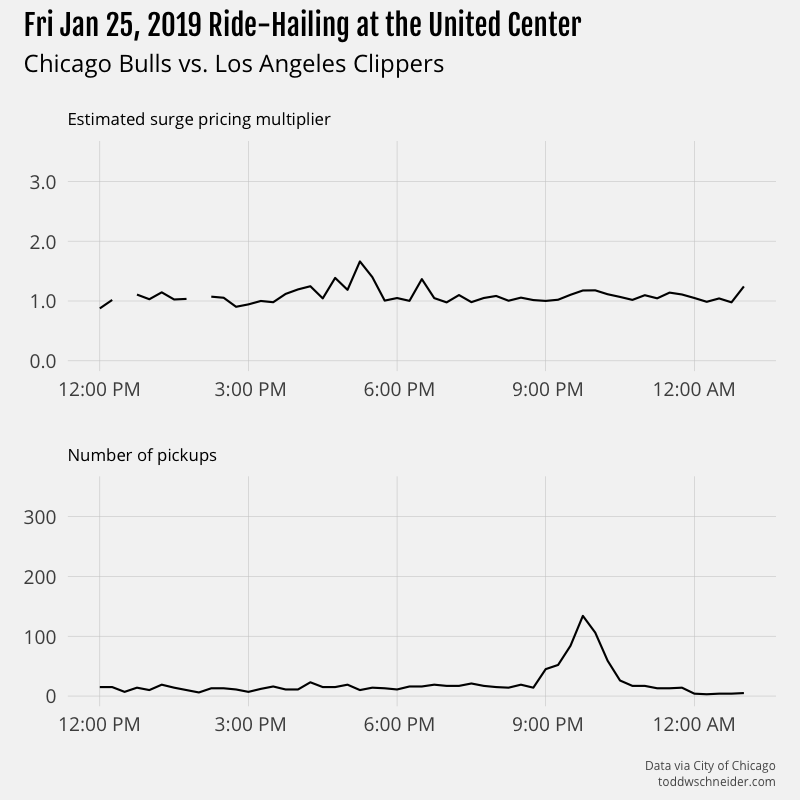 Fri Jan 25, 2019 Ride-Hailing at the United Center
Chicago Bulls vs. Los Angeles Clippers
Estimated surge pricing multiplier
3.0
2.0
1.0
0.0
12:00 PM 3:00 PM 6:00 PM 9:00 PM 12:00 AM
Number of pickups
300
200
100
0
12:00 PM 3:00 PM 6:00 PM 9:00 PM 12:00 AM
Data via City of Chicago
toddwschneider.com